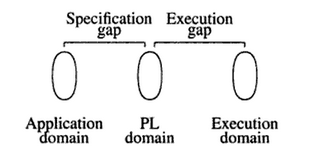 Specification Execution
gap gap
Application PL Execution
domain domain domain